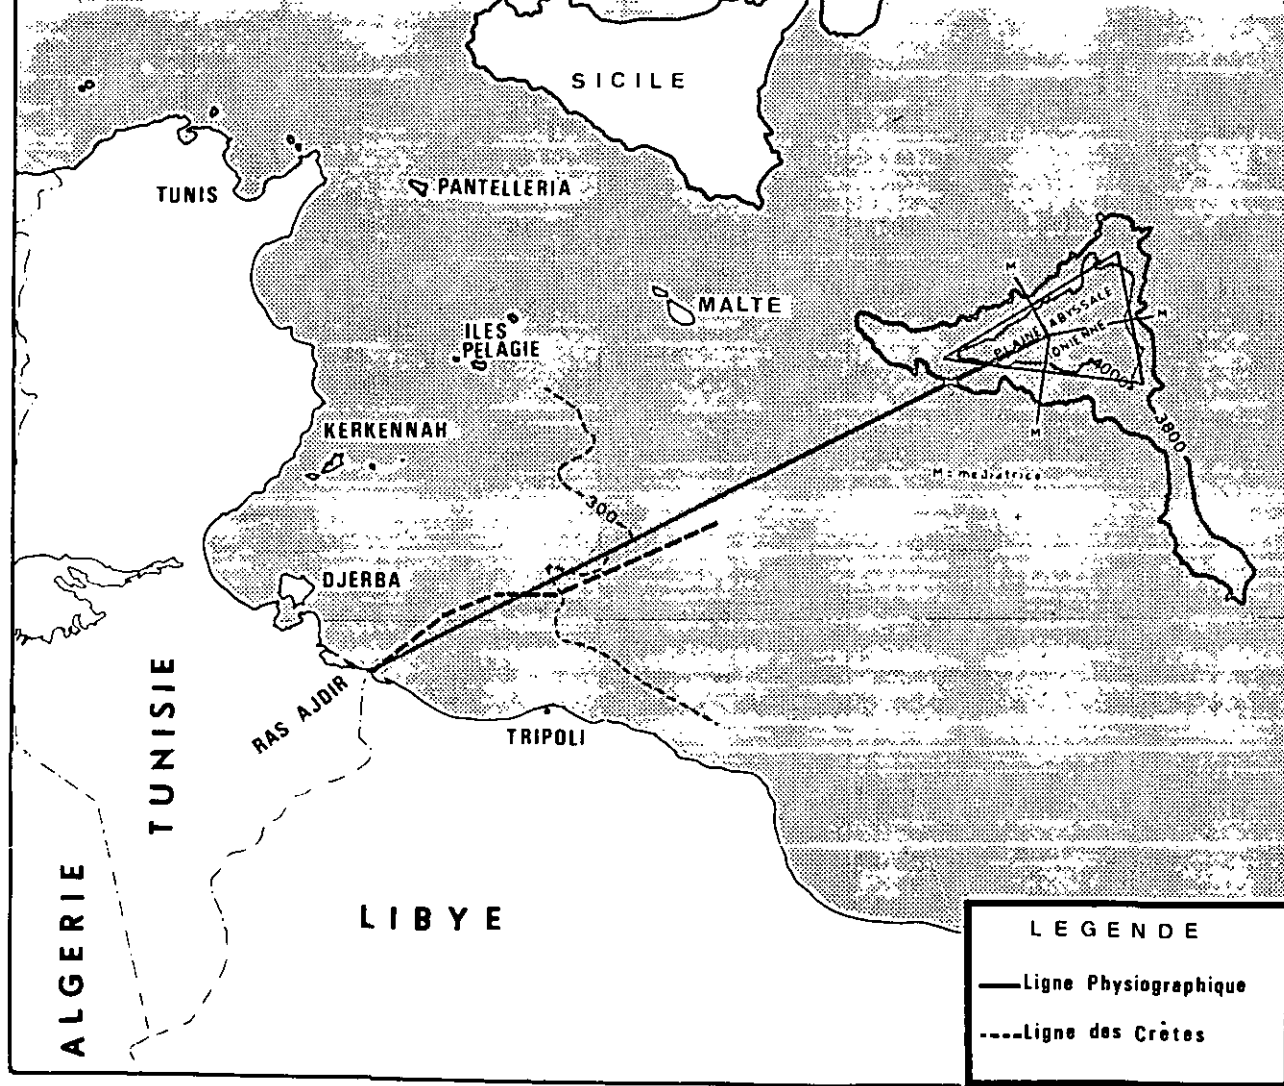 SICILE
TUNIS
PANTELLERIA
MALTE
ILES
PELAGIE
M
M
PLAINE ABYSSALE
IONIENNE
4000
M
3800
M = mediatrice
KERKENNAH
300
DJERBA
RAS AJDIR
TRIPOLI
TUNISIE
ALGERIE
LIBYE
LEGENDE
Ligne Physiographique
Ligne des Crètes